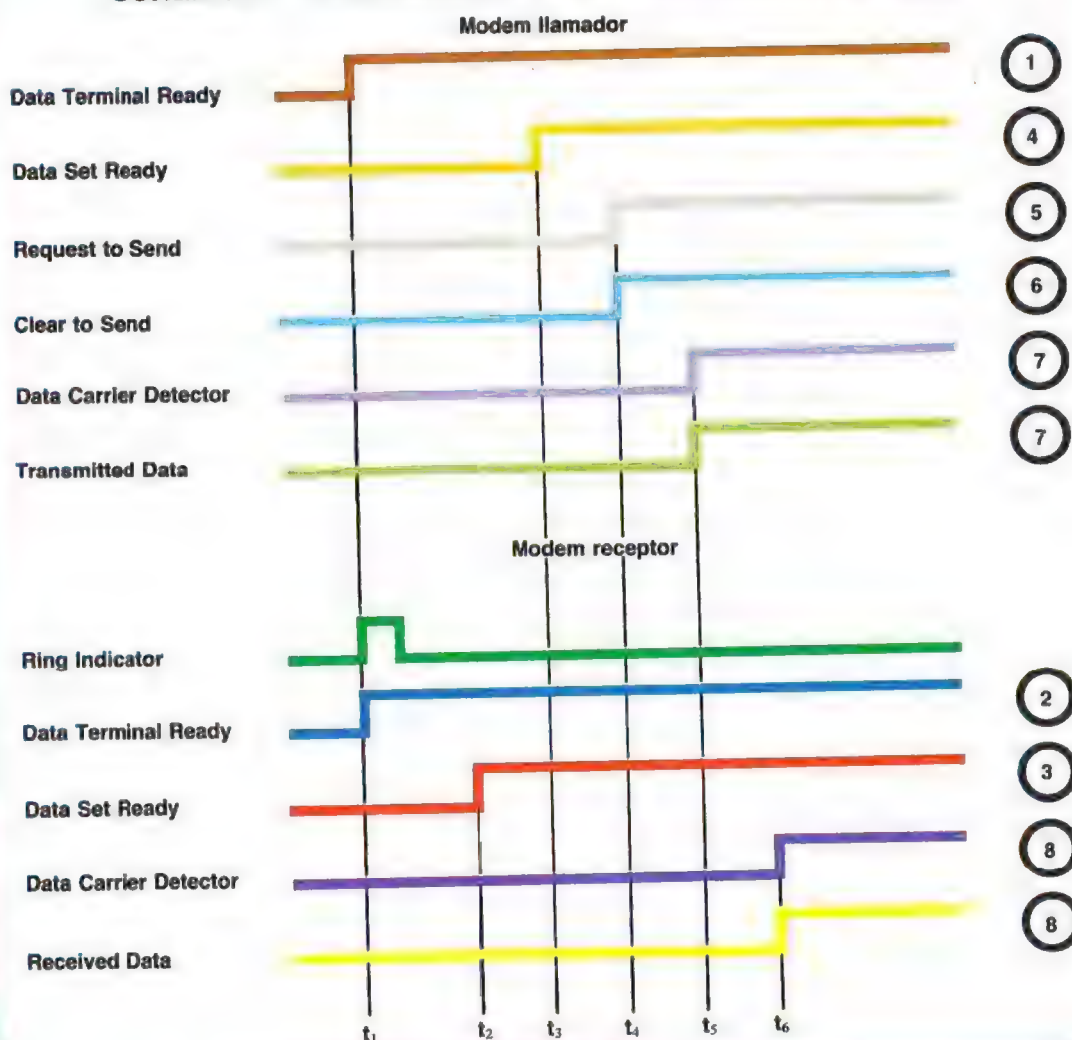 Modem llamador
Data Terminal Ready
1
Data Set Ready
4
Request to Send
5
Clear to Send
6
Data Carrier Detector
7
Transmitted Data
7
Modem receptor
Ring Indicator
Data Terminal Ready
2
Data Set Ready
3
Data Carrier Detector
8
Received Data
8
t₁ t₂ t₃ t₄ t₅ t₆